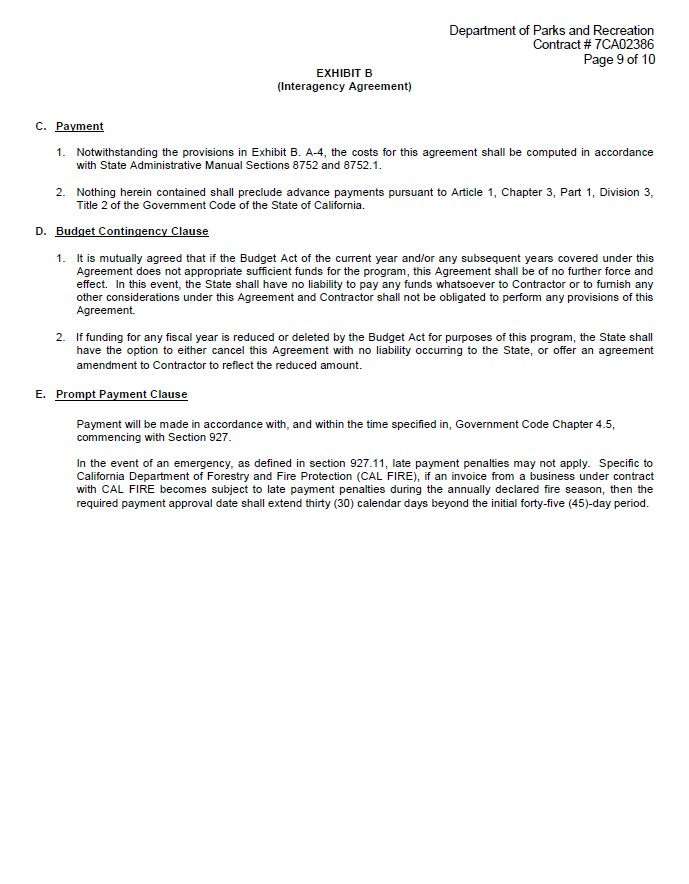 Department of Parks and Recreation
Contract # 7CA02386
Page 9 of 10
EXHIBIT B
(Interagency Agreement)
C. Payment
1. Notwithstanding the provisions in Exhibit B. A-4, the costs for this agreement shall be computed in accordance
with State Administrative Manual Sections 8752 and 8752.1.
2. Nothing herein contained shall preclude advance payments pursuant to Article 1, Chapter 3, Part 1, Division 3,
Title 2 of the Government Code of the State of California.
D. Budget Contingency Clause
1. It is mutually agreed that if the Budget Act of the current year and/or any subsequent years covered under this
Agreement does not appropriate sufficient funds for the program, this Agreement shall be of no further force and
effect. In this event, the State shall have no liability to pay any funds whatsoever to Contractor or to furnish any
other considerations under this Agreement and Contractor shall not be obligated to perform any provisions of this
Agreement.
2. If funding for any fiscal year is reduced or deleted by the Budget Act for purposes of this program, the State shall
have the option to either cancel this Agreement with no liability occurring to the State, or offer an agreement
amendment to Contractor to reflect the reduced amount.
E. Prompt Payment Clause
Payment will be made in accordance with, and within the time specified in, Government Code Chapter 4.5,
commencing with Section 927.
In the event of an emergency, as defined in section 927.11, late payment penalties may not apply. Specific to
California Department of Forestry and Fire Protection (CAL FIRE), if an invoice from a business under contract
with CAL FIRE becomes subject to late payment penalties during the annually declared fire season, then the
required payment approval date shall extend thirty (30) calendar days beyond the initial forty-five (45)-day period.